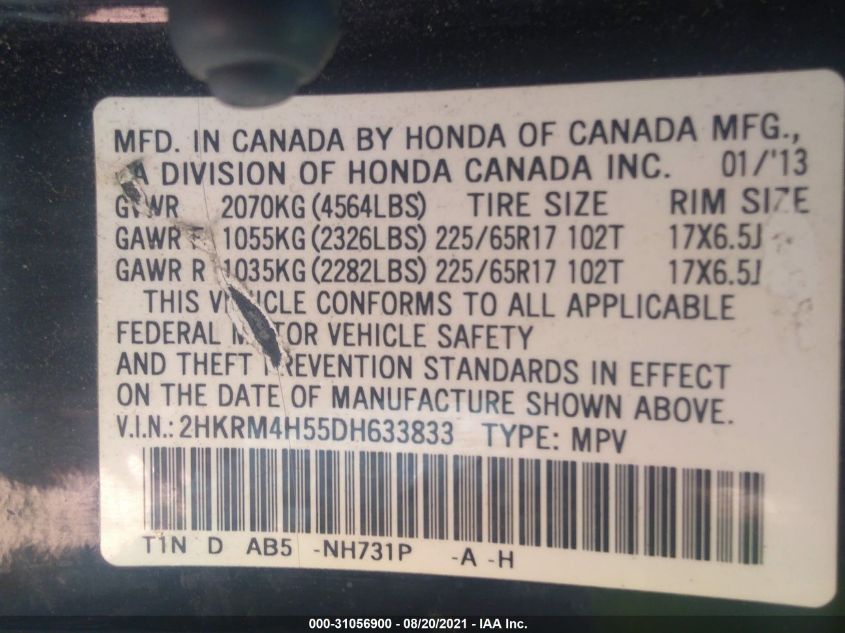 MFD. IN CANADA BY HONDA OF CANADA MFG.,
A DIVISION OF HONDA CANADA INC. 01/'13
GVWR 2070KG (4564LBS) TIRE SIZE RIM SIZE
GAWR F 1055KG (2326LBS) 225/65R17 102T 17X6.5J
GAWR R 1035KG (2282LBS) 225/65R17 102T 17X6.5J
THIS VEHICLE CONFORMS TO ALL APPLICABLE
FEDERAL MOTOR VEHICLE SAFETY
AND THEFT PREVENTION STANDARDS IN EFFECT
ON THE DATE OF MANUFACTURE SHOWN ABOVE.
V.I.N.: 2HKRM4H55DH633833 TYPE: MPV
T1N D AB5 -NH731P -A -H
000-31056900 - 08/20/2021 - IAA Inc.